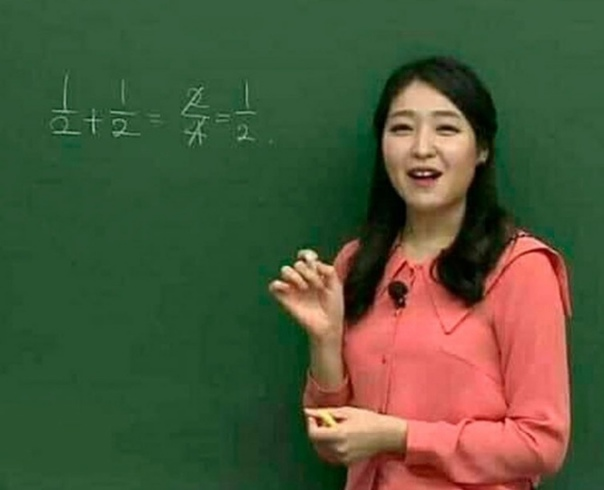 1/2 + 1/2 = 2/4 = 1/2.